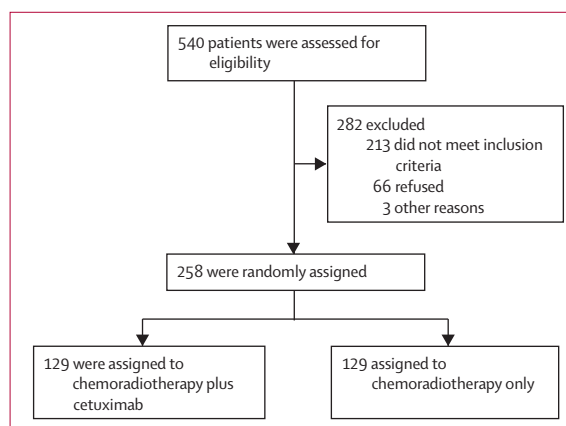 540 patients were assessed for
eligibility
282 excluded
213 did not meet inclusion
criteria
66 refused
3 other reasons
258 were randomly assigned
129 were assigned to
chemoradiotherapy plus
cetuximab
129 assigned to
chemoradiotherapy only